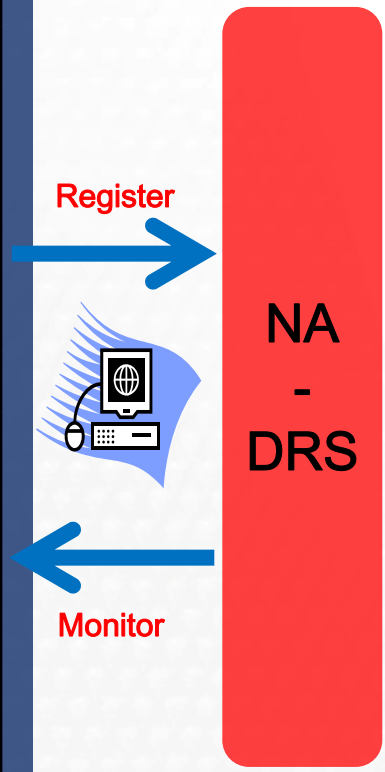 Register
NA
-
DRS
Monitor